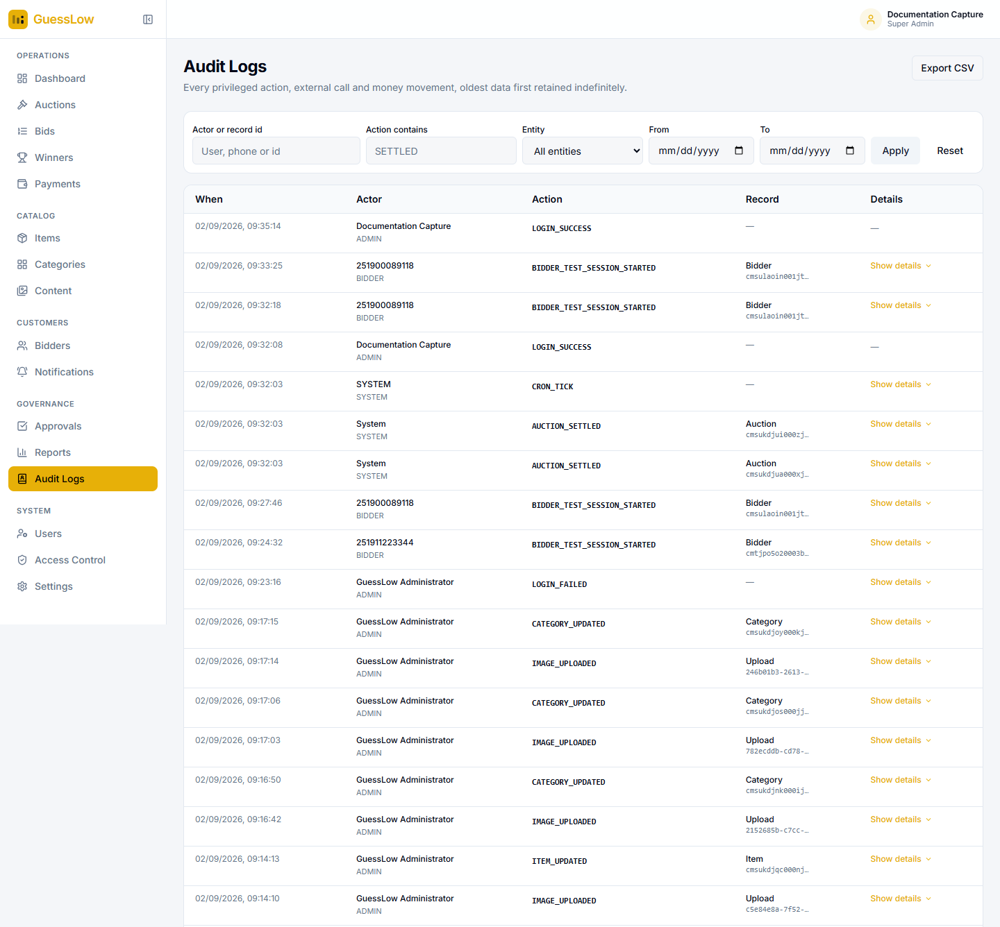 GuessLow
Documentation Capture
Super Admin
OPERATIONS
Dashboard
Auctions
Bids
Winners
Payments
CATALOG
Items
Categories
Content
CUSTOMERS
Bidders
Notifications
GOVERNANCE
Approvals
Reports
Audit Logs
SYSTEM
Users
Access Control
Settings
Audit Logs
Export CSV
Every privileged action, external call and money movement, oldest data first retained indefinitely.
Actor or record id Action contains Entity From To
User, phone or id SETTLED All entities mm/dd/yyyy mm/dd/yyyy Apply Reset
When Actor Action Record Details
02/09/2026, 09:35:14 Documentation Capture LOGIN_SUCCESS — —
ADMIN
02/09/2026, 09:33:25 251900089118 BIDDER_TEST_SESSION_STARTED Bidder Show details
BIDDER cmsulaoin001jt…
02/09/2026, 09:32:18 251900089118 BIDDER_TEST_SESSION_STARTED Bidder Show details
BIDDER cmsulaoin001jt…
02/09/2026, 09:32:08 Documentation Capture LOGIN_SUCCESS — —
ADMIN
02/09/2026, 09:32:03 SYSTEM CRON_TICK — Show details
SYSTEM
02/09/2026, 09:32:03 System AUCTION_SETTLED Auction Show details
SYSTEM cmsukdjui000zj…
02/09/2026, 09:32:03 System AUCTION_SETTLED Auction Show details
SYSTEM cmsukdjua000xj…
02/09/2026, 09:27:46 251900089118 BIDDER_TEST_SESSION_STARTED Bidder Show details
BIDDER cmsulaoin001jt…
02/09/2026, 09:24:32 251911223344 BIDDER_TEST_SESSION_STARTED Bidder Show details
BIDDER cmtjpo5o20003b…
02/09/2026, 09:23:16 GuessLow Administrator LOGIN_FAILED — Show details
ADMIN
02/09/2026, 09:17:15 GuessLow Administrator CATEGORY_UPDATED Category Show details
ADMIN cmsukdjoy000kj…
02/09/2026, 09:17:14 GuessLow Administrator IMAGE_UPLOADED Upload Show details
ADMIN 246b01b3-2613-…
02/09/2026, 09:17:06 GuessLow Administrator CATEGORY_UPDATED Category Show details
ADMIN cmsukdjos000jj…
02/09/2026, 09:17:03 GuessLow Administrator IMAGE_UPLOADED Upload Show details
ADMIN 782ecddb-cd78-…
02/09/2026, 09:16:50 GuessLow Administrator CATEGORY_UPDATED Category Show details
ADMIN cmsukdjnk000ij…
02/09/2026, 09:16:42 GuessLow Administrator IMAGE_UPLOADED Upload Show details
ADMIN 2152685b-c7cc-…
02/09/2026, 09:14:13 GuessLow Administrator ITEM_UPDATED Item Show details
ADMIN cmsukdjqc000nj…
02/09/2026, 09:14:10 GuessLow Administrator IMAGE_UPLOADED Upload Show details
ADMIN c5e84e8a-7f52-…